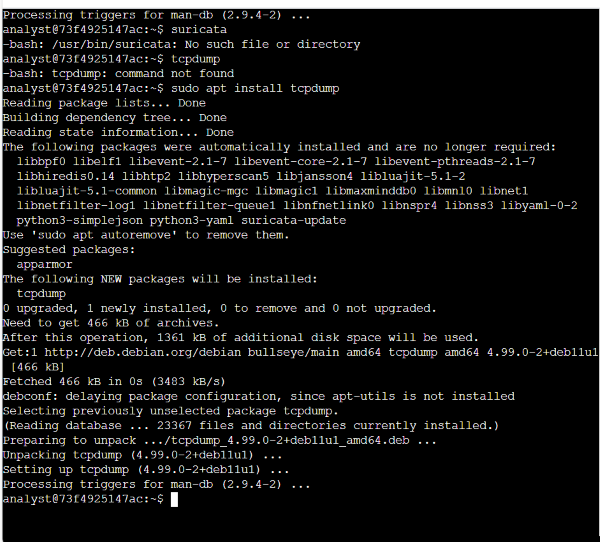 Processing triggers for man-db (2.9.4-2) ...
analyst@73f4925147ac:~$ suricata
-bash: /usr/bin/suricata: No such file or directory
analyst@73f4925147ac:~$ tcpdump
-bash: tcpdump: command not found
analyst@73f4925147ac:~$ sudo apt install tcpdump
Reading package lists... Done
Building dependency tree... Done
Reading state information... Done
The following packages were automatically installed and are no longer required:
  libbpf0 libelf1 libevent-2.1-7 libevent-core-2.1-7 libevent-pthreads-2.1-7
  libhiredis0.14 libhtp2 libhyperscan5 libjansson4 libluajit-5.1-2
  libluajit-5.1-common libmagic-mgc libmagic1 libmaxminddb0 libmnl0 libnet1
  libnetfilter-log1 libnetfilter-queue1 libnfnetlink0 libnspr4 libnss3 libyaml-0-2
  python3-simplejson python3-yaml suricata-update
Use 'sudo apt autoremove' to remove them.
Suggested packages:
  apparmor
The following NEW packages will be installed:
  tcpdump
0 upgraded, 1 newly installed, 0 to remove and 0 not upgraded.
Need to get 466 kB of archives.
After this operation, 1361 kB of additional disk space will be used.
Get:1 http://deb.debian.org/debian bullseye/main amd64 tcpdump amd64 4.99.0-2+deb11u1
 [466 kB]
Fetched 466 kB in 0s (3483 kB/s)
debconf: delaying package configuration, since apt-utils is not installed
Selecting previously unselected package tcpdump.
(Reading database ... 23367 files and directories currently installed.)
Preparing to unpack .../tcpdump_4.99.0-2+deb11u1_amd64.deb ...
Unpacking tcpdump (4.99.0-2+deb11u1) ...
Setting up tcpdump (4.99.0-2+deb11u1) ...
Processing triggers for man-db (2.9.4-2) ...
analyst@73f4925147ac:~$